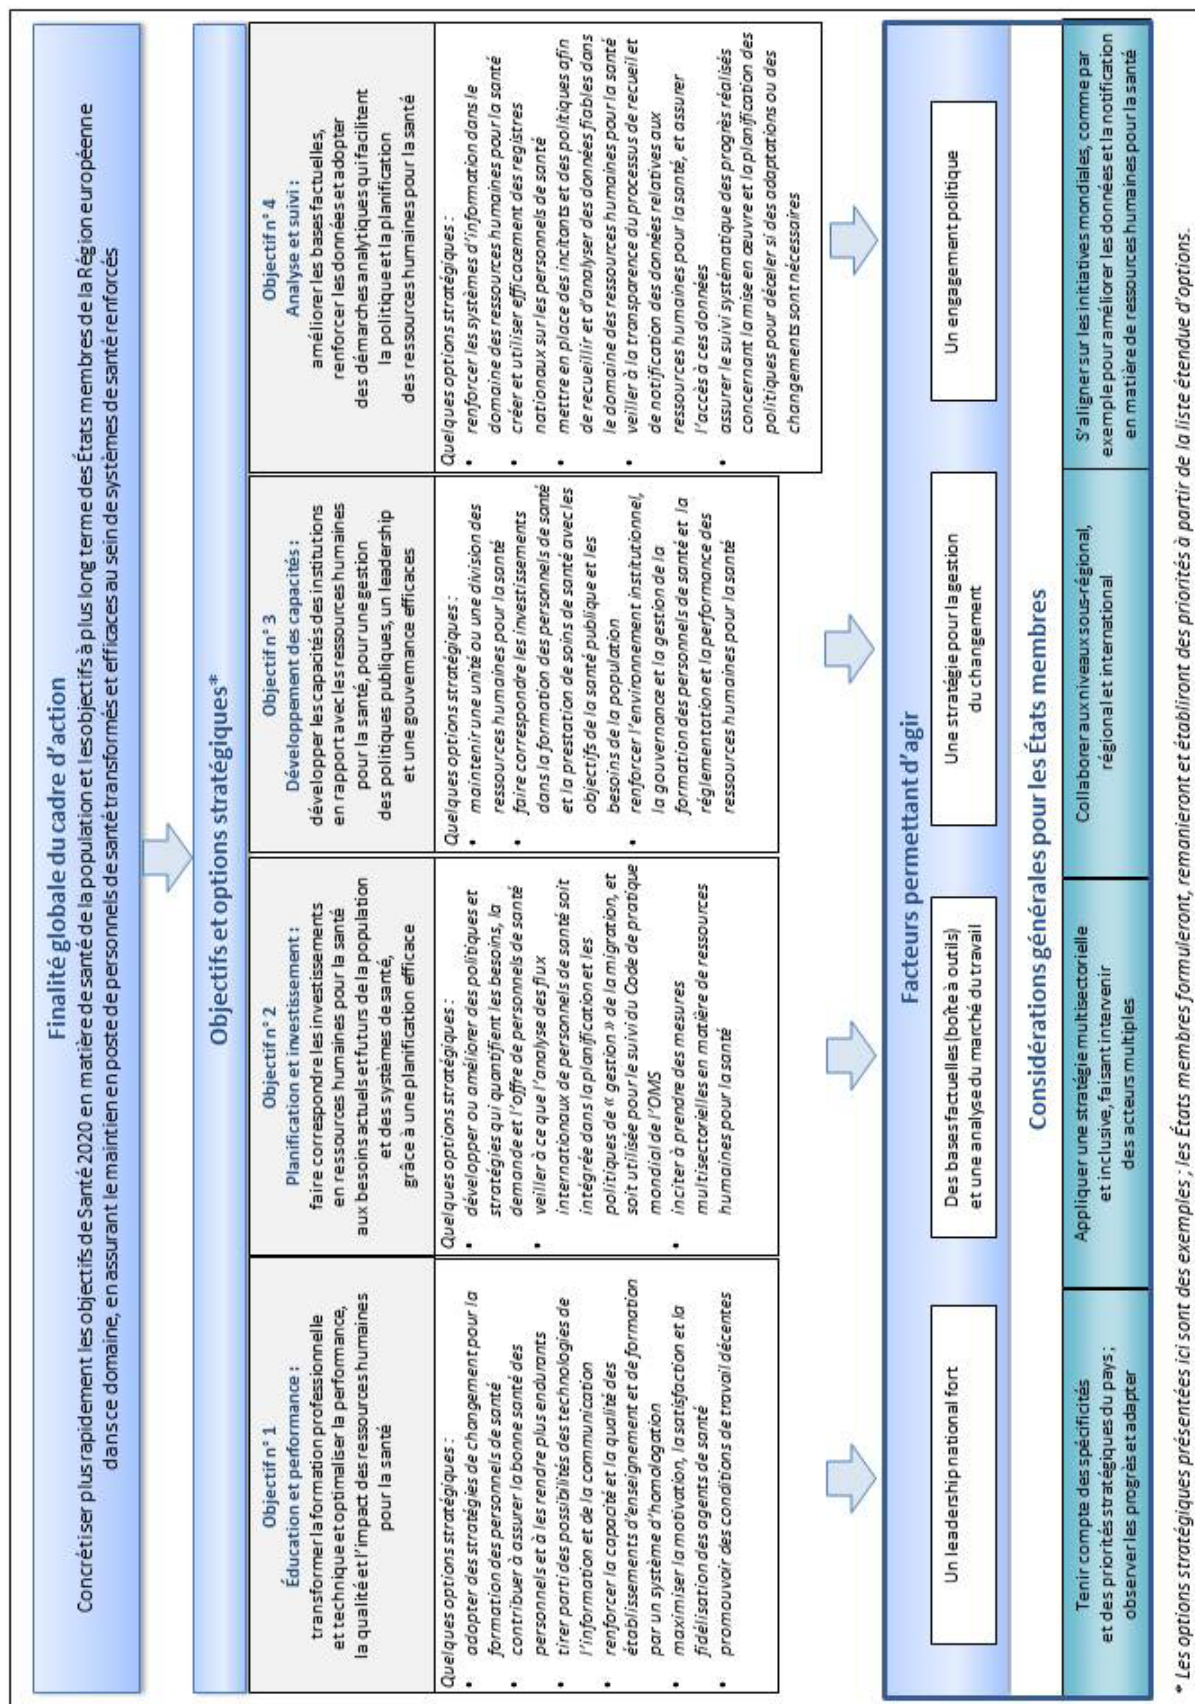 Finalité globale du cadre d'action
Concrétiser plus rapidement les objectifs de Santé 2020 en matière de santé de la population et les objectifs à plus long terme des États membres de la Région européenne
dans ce domaine, en assurant le maintien en poste de personnels de santé transformés et efficaces au sein de systèmes de santé renforcés
Objectifs et options stratégiques*
Objectif n° 1
Éducation et performance :
transformer la formation professionnelle
et technique et optimaliser la performance,
la qualité et l'impact des ressources humaines
pour la santé
Quelques options stratégiques :
• adopter des stratégies de changement pour la
formation des personnels de santé
• contribuer à assurer la bonne santé des
personnels et à les rendre plus endurants
• tirer parti des possibilités des technologies de
l'information et de la communication
• renforcer la capacité et la qualité des
établissements d'enseignement et de formation
par un système d'homologation
• maximiser la motivation, la satisfaction et la
fidélisation des agents de santé
• promouvoir des conditions de travail décentes
Objectif n° 2
Planification et investissement :
faire correspondre les investissements
en ressources humaines pour la santé
aux besoins actuels et futurs de la population
et des systèmes de santé,
grâce à une planification efficace
Quelques options stratégiques :
• développer ou améliorer des politiques et
stratégies qui quantifient les besoins, la
demande et l'offre de personnels de santé
• veiller à ce que l'analyse des flux
internationaux de personnels de santé soit
intégrée dans la planification et les
politiques de « gestion » de la migration, et
soit utilisée pour le suivi du Code de pratique
mondial de l'OMS
• inciter à prendre des mesures
multisectorielles en matière de ressources
humaines pour la santé
Objectif n° 3
Développement des capacités :
développer les capacités des institutions
en rapport avec les ressources humaines
pour la santé, pour une gestion
des politiques publiques, un leadership
et une gouvernance efficaces
Quelques options stratégiques :
• maintenir une unité ou une division des
ressources humaines pour la santé
• faire correspondre les investissements
dans la formation des personnels de santé
et la prestation de soins de santé avec les
objectifs de la santé publique et les
besoins de la population
• renforcer l'environnement institutionnel,
la gouvernance et la gestion de la
formation des personnels de santé et la
réglementation et la performance des
ressources humaines pour la santé
Objectif n° 4
Analyse et suivi :
améliorer les bases factuelles,
renforcer les données et adopter
des démarches analytiques qui facilitent
la politique et la planification
des ressources humaines pour la santé
Quelques options stratégiques :
• renforcer les systèmes d'information dans le
domaine des ressources humaines pour la santé
• créer et utiliser efficacement des registres
nationaux sur les personnels de santé
• mettre en place des incitants et des politiques afin
de recueillir et d'analyser des données fiables dans
le domaine des ressources humaines pour la santé
• veiller à la transparence du processus de recueil et
de notification des données relatives aux
ressources humaines pour la santé, et assurer
l'accès à ces données
• assurer le suivi systématique des progrès réalisés
concernant la mise en œuvre et la planification des
politiques pour déceler si des adaptations ou des
changements sont nécessaires
Facteurs permettant d'agir
Un leadership national fort
Des bases factuelles (boîte à outils)
et une analyse du marché du travail
Une stratégie pour la gestion
du changement
Un engagement politique
Considérations générales pour les États membres
Tenir compte des spécificités
et des priorités stratégiques du pays ;
observer les progrès et adapter
Appliquer une stratégie multisectorielle
et inclusive, faisant intervenir
des acteurs multiples
Collaborer aux niveaux sous-régional,
régional et international
S'aligner sur les initiatives mondiales, comme par
exemple pour améliorer les données et la notification
en matière de ressources humaines pour la santé
* Les options stratégiques présentées ici sont des exemples ; les États membres formuleront, remanieront et établiront des priorités à partir de la liste étendue d'options.